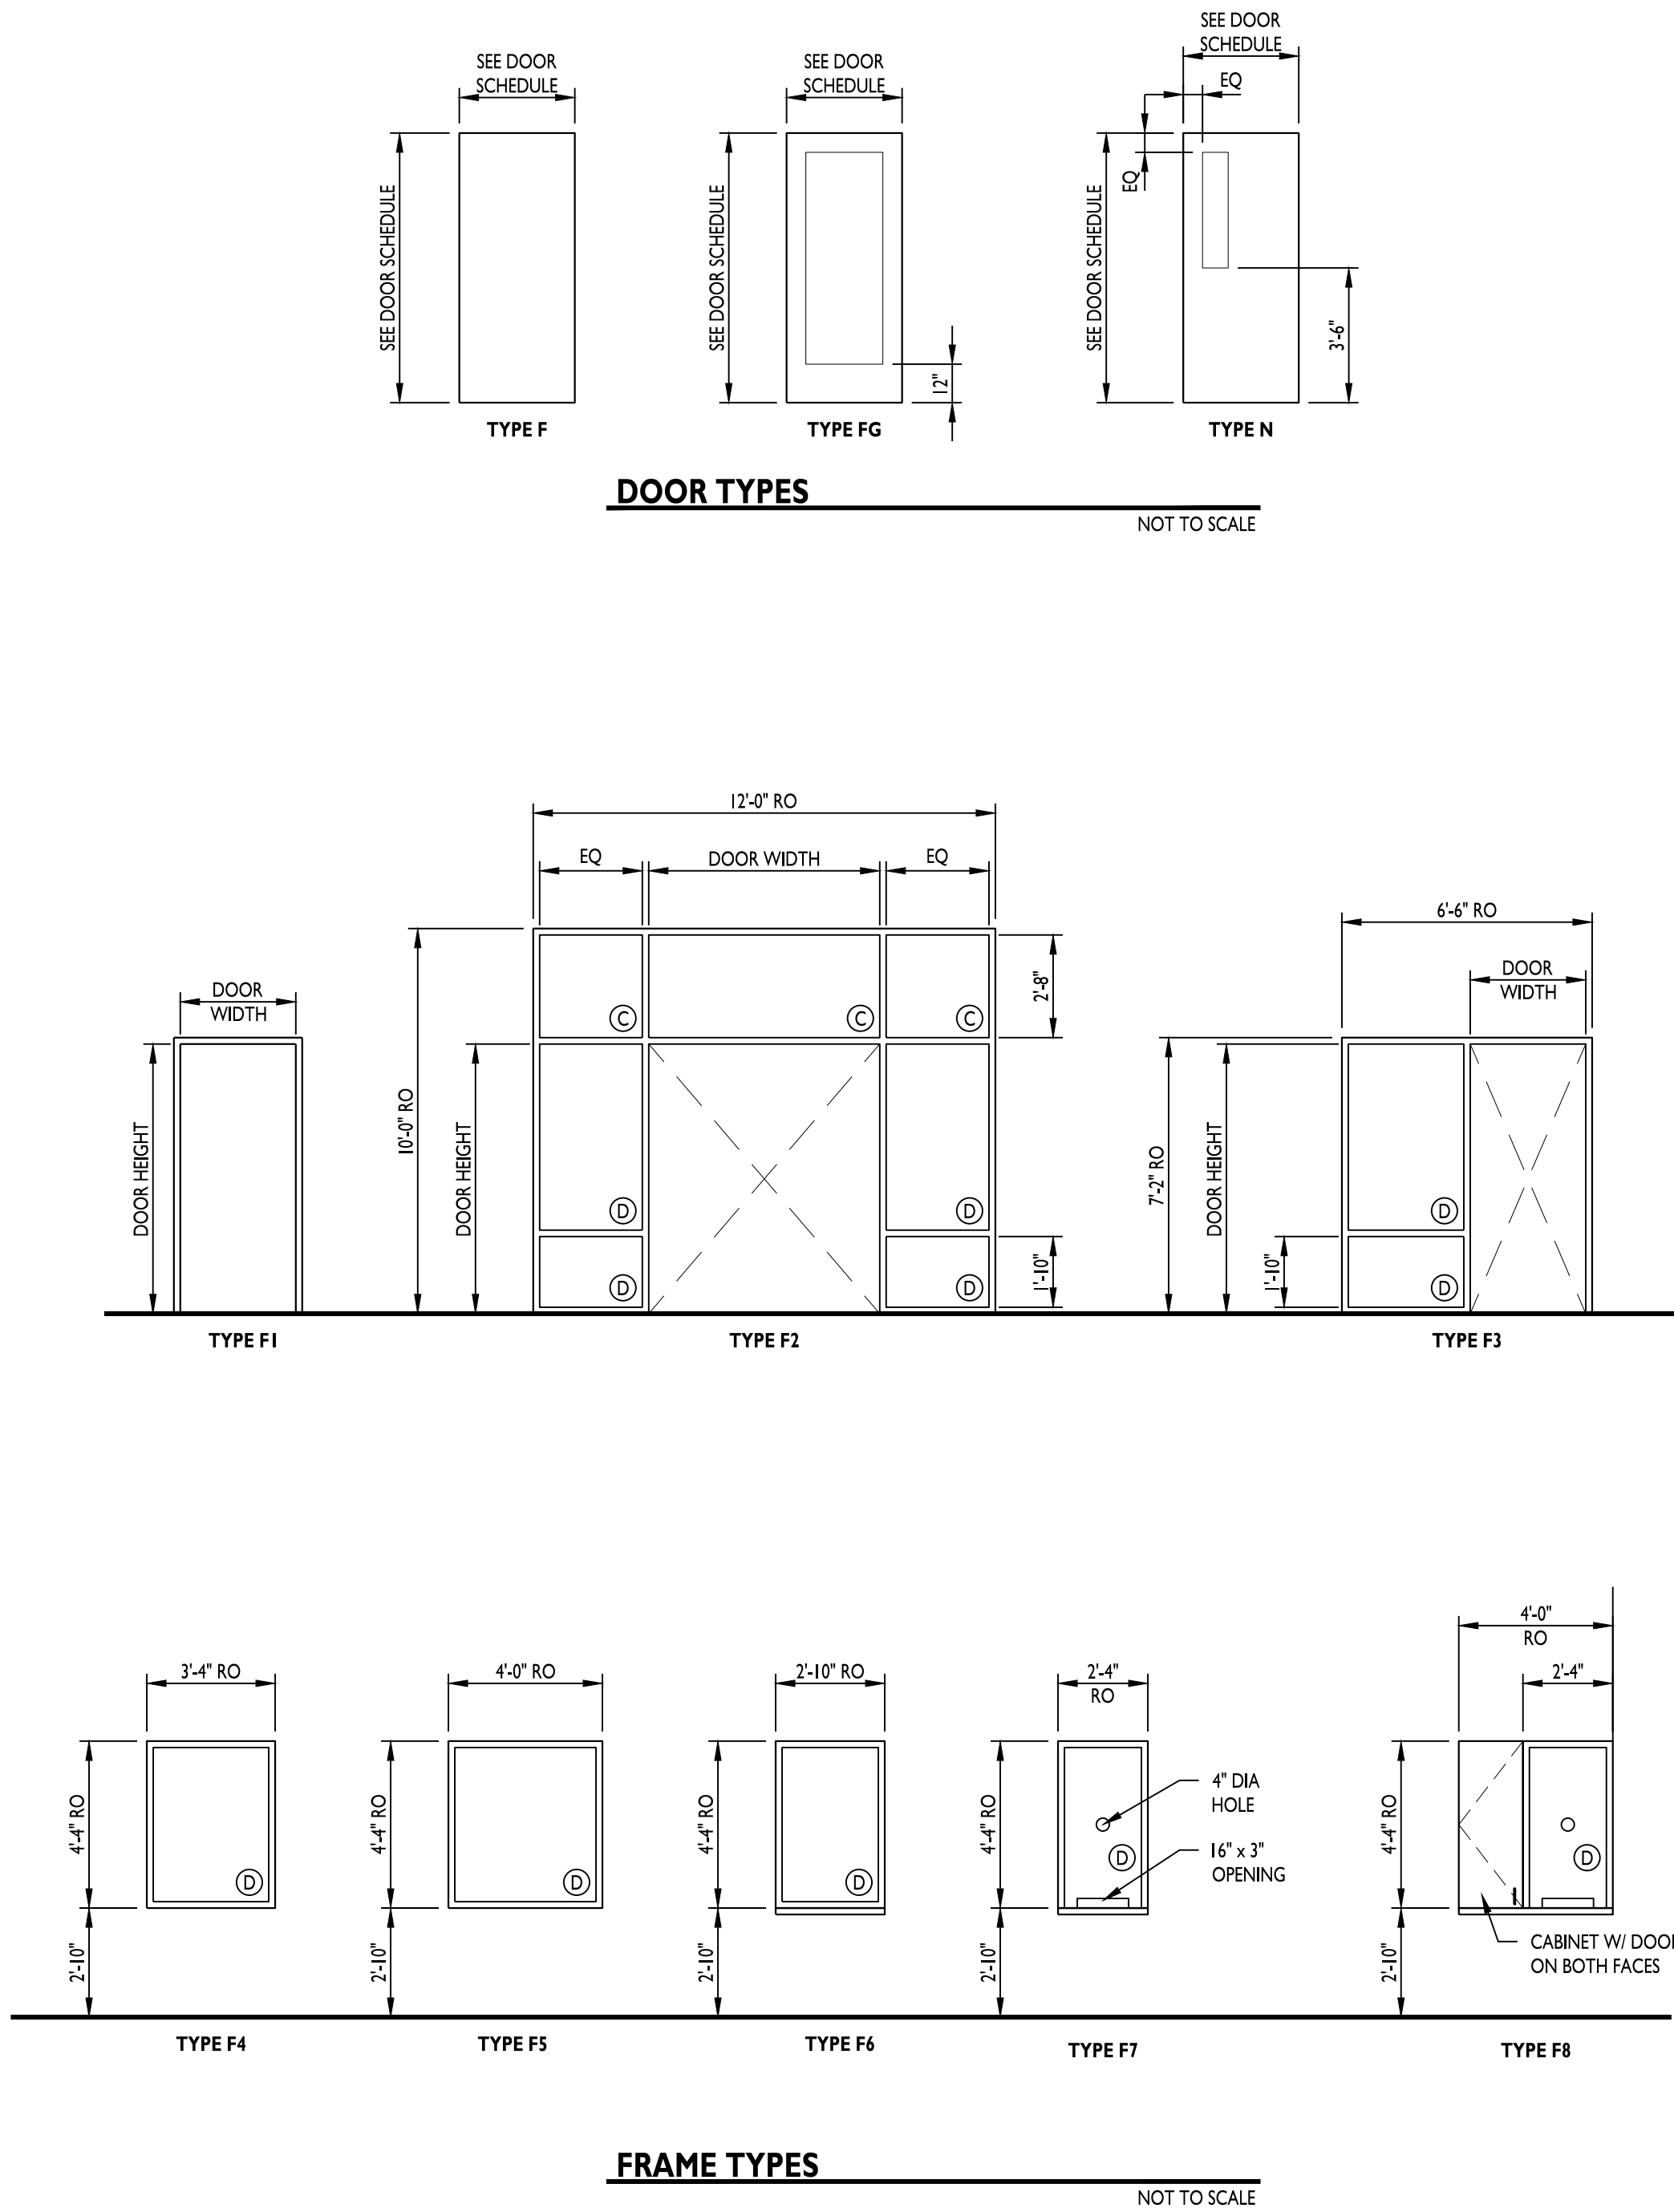 SEE DOOR
SCHEDULE
SEE DOOR SCHEDULE
TYPE F
SEE DOOR
SCHEDULE
SEE DOOR SCHEDULE
12"
TYPE FG
SEE DOOR
SCHEDULE
EQ
EQ
SEE DOOR SCHEDULE
3'-6"
TYPE N
DOOR TYPES
NOT TO SCALE
DOOR
WIDTH
DOOR HEIGHT
TYPE F1
12'-0" RO
EQ
DOOR WIDTH
EQ
10'-0" RO
DOOR HEIGHT
2'-8"
C
C
C
D
D
D
D
1'-10"
TYPE F2
6'-6" RO
DOOR
WIDTH
7'-2" RO
DOOR HEIGHT
D
1'-10"
D
TYPE F3
3'-4" RO
4'-4" RO
D
2'-10"
TYPE F4
4'-0" RO
4'-4" RO
D
2'-10"
TYPE F5
2'-10" RO
4'-4" RO
D
2'-10"
TYPE F6
2'-4"
RO
4'-4" RO
4" DIA
HOLE
D
16" x 3"
OPENING
2'-10"
TYPE F7
4'-0"
RO
2'-4"
4'-4" RO
D
CABINET W/ DOOR
ON BOTH FACES
2'-10"
TYPE F8
FRAME TYPES
NOT TO SCALE